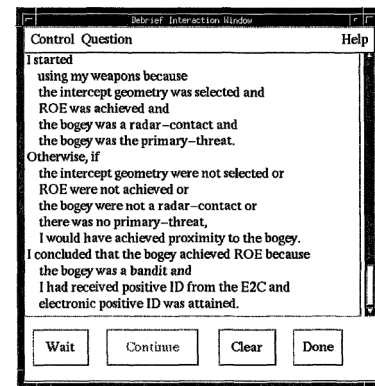 Debrief Interaction Window
Control Question Help
I started
using my weapons because
the intercept geometry was selected and
ROE was achieved and
the bogey was a radar–contact and
the bogey was the primary–threat.
Otherwise, if
the intercept geometry were not selected or
ROE were not achieved or
the bogey were not a radar–contact or
there was no primary–threat,
I would have achieved proximity to the bogey.
I concluded that the bogey achieved ROE because
the bogey was a bandit and
I had received positive ID from the E2C and
electronic positive ID was attained.
Wait Continue Clear Done